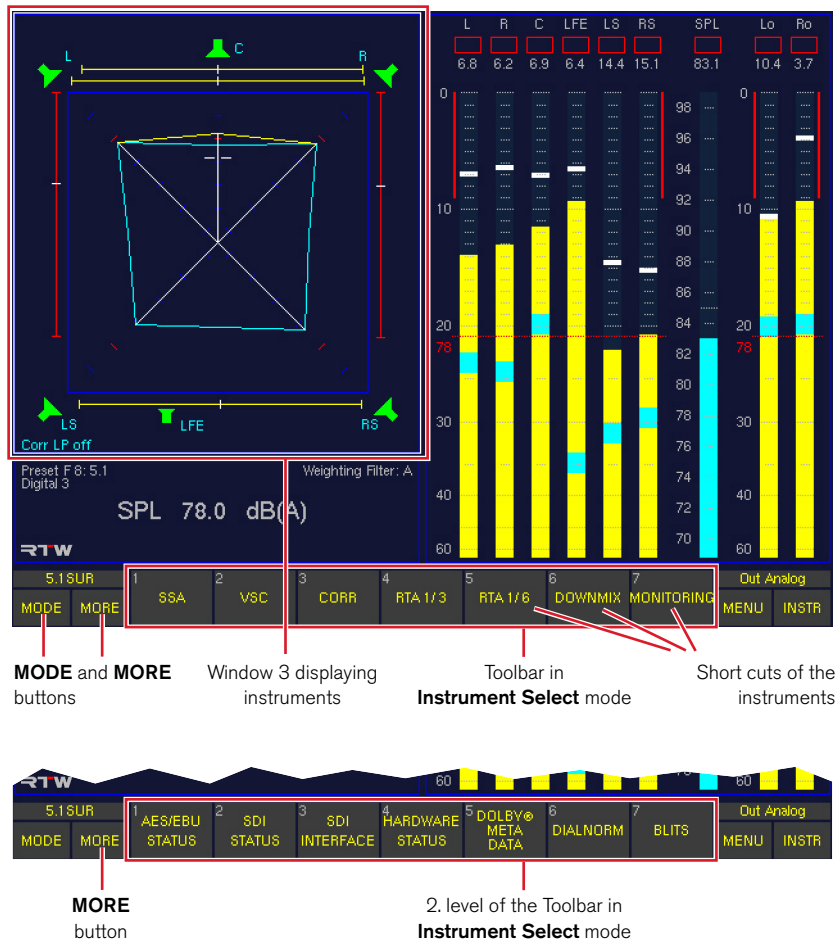 L R C LFE LS RS SPL Lo Ro
6.8 6.2 6.9 6.4 14.4 15.1 83.1 10.4 3.7
L C R
LS LFE RS
Corr LP off
0 98 0
96
94
92
10 90 10
88
86
20 84 20
78 82 78
80
30 78 30
76
40 74 40
72
70
60 60
Preset F 8: 5.1 Weighting Filter: A
Digital 3
SPL 78.0 dB(A)
RTW
5.1SUR 1 2 3 4 5 6 7 Out Analog
MODE MORE SSA VSC CORR RTA 1/3 RTA 1/6 DOWNMIX MONITORING MENU INSTR
MODE and MORE
buttons
Window 3 displaying
instruments
Toolbar in
Instrument Select mode
Short cuts of the
instruments
RTW 60 60
5.1SUR 1 2 3 4 5 6 7 Out Analog
MODE MORE
AES/EBU
STATUS
SDI
STATUS
SDI
INTERFACE
HARDWARE
STATUS
DOLBY®
META
DATA
DIALNORM
BLITS
MENU INSTR
MORE
button
2. level of the Toolbar in
Instrument Select mode